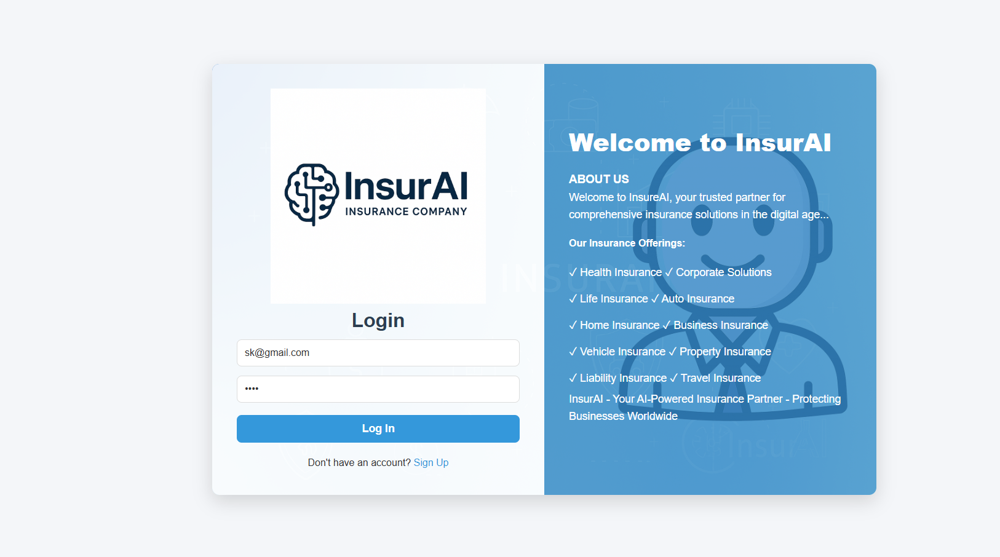 InsurAI
INSURANCE COMPANY
Login
sk@gmail.com
••••
Log In
Don't have an account? Sign Up
Welcome to InsurAI
ABOUT US
Welcome to InsureAI, your trusted partner for
comprehensive insurance solutions in the digital age...
Our Insurance Offerings:
✓ Health Insurance ✓ Corporate Solutions
✓ Life Insurance ✓ Auto Insurance
✓ Home Insurance ✓ Business Insurance
✓ Vehicle Insurance ✓ Property Insurance
✓ Liability Insurance ✓ Travel Insurance
InsurAI - Your AI-Powered Insurance Partner - Protecting
Businesses Worldwide
INSURAI
InsurAI